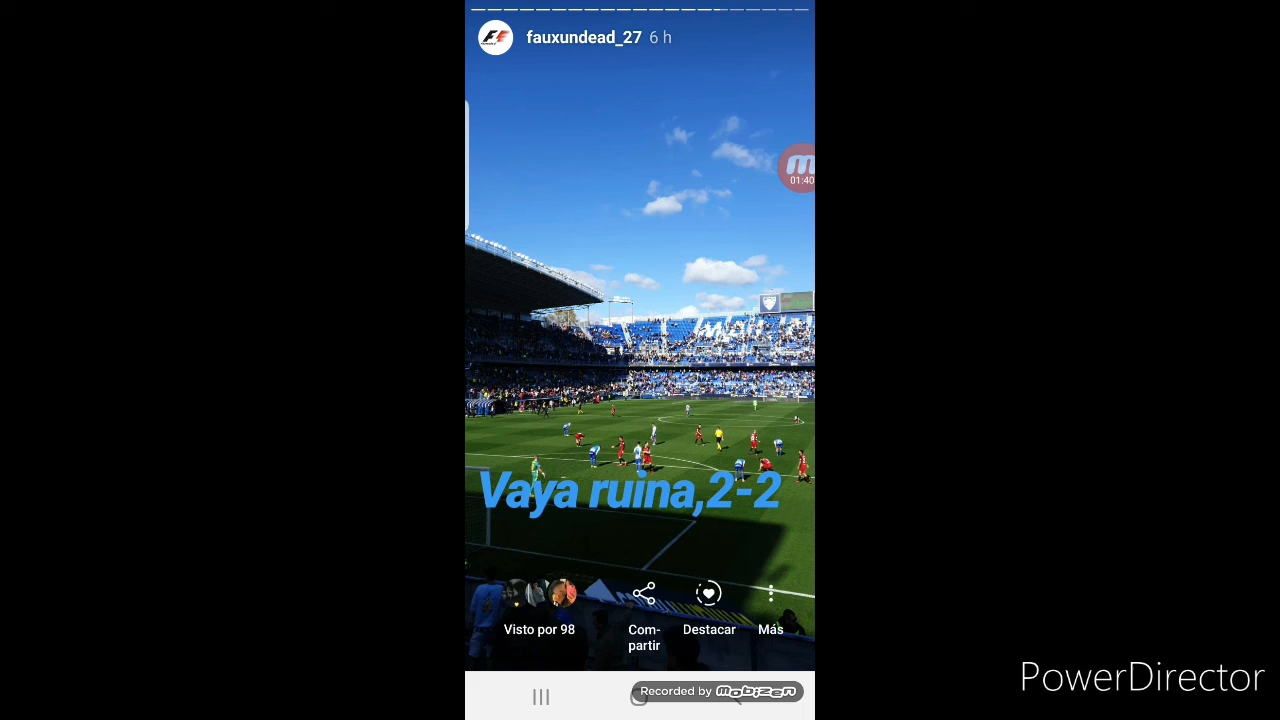 fauxundead_27 6 h
01:40
Vaya ruina,2-2
Visto por 98
Com-
partir
Destacar
Más
Recorded by mobizen
PowerDirector